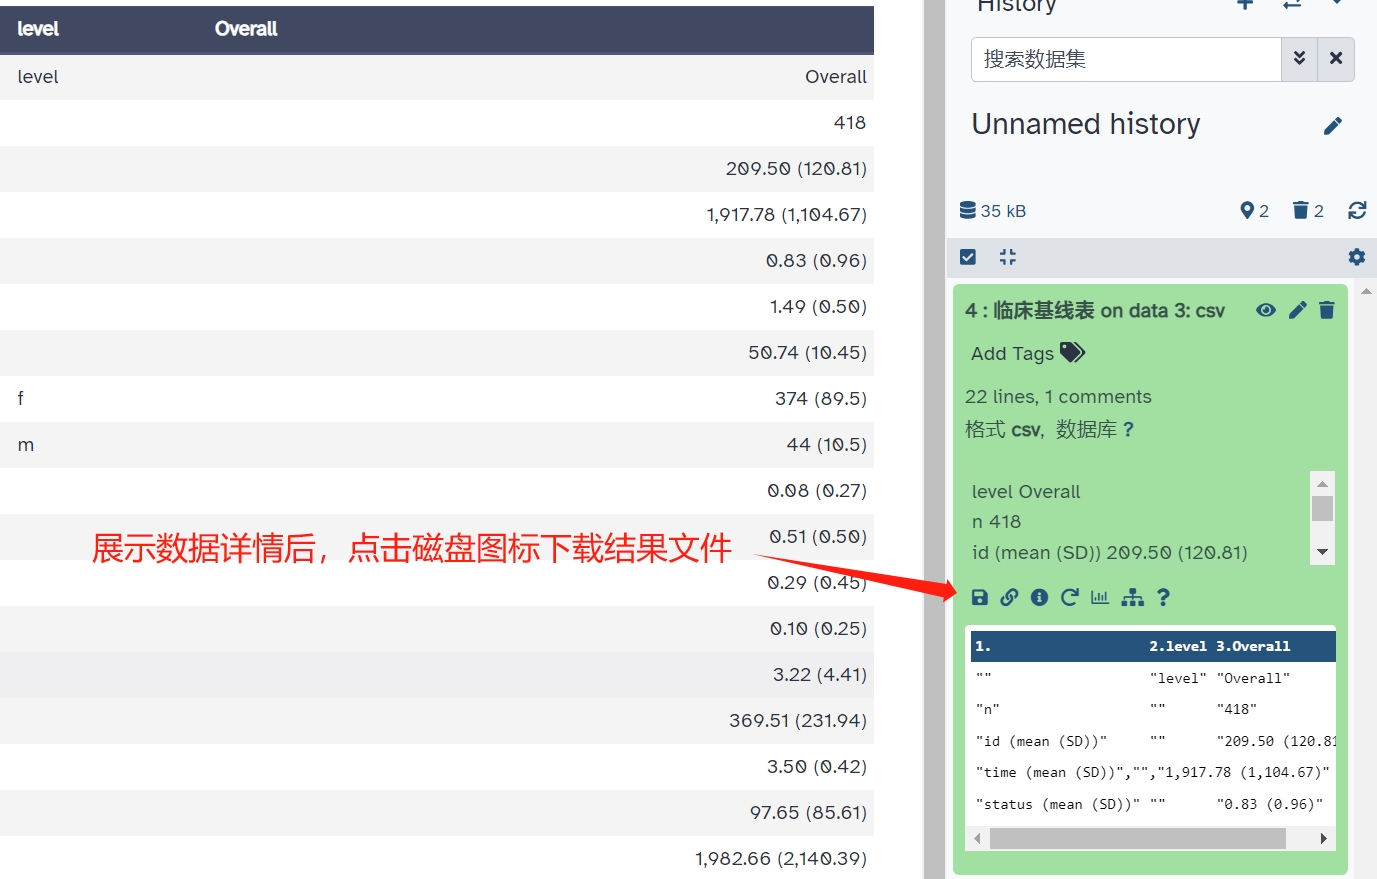 level Overall
level Overall
418
209.50 (120.81)
1,917.78 (1,104.67)
0.83 (0.96)
1.49 (0.50)
50.74 (10.45)
f 374 (89.5)
m 44 (10.5)
0.08 (0.27)
0.51 (0.50)
展示数据详情后，点击磁盘图标下载结果文件
0.29 (0.45)
0.10 (0.25)
3.22 (4.41)
369.51 (231.94)
3.50 (0.42)
97.65 (85.61)
1,982.66 (2,140.39)
History
搜索数据集
Unnamed history
35 kB 2 2
4 : 临床基线表 on data 3: csv
Add Tags
22 lines, 1 comments
格式 csv, 数据库 ?
level Overall
n 418
id (mean (SD)) 209.50 (120.81)
1. 2.level 3.Overall
"" "level" "Overall"
"n" "" "418"
"id (mean (SD))" "" "209.50 (120.81
"time (mean (SD))","","1,917.78 (1,104.67)"
"status (mean (SD))" "" "0.83 (0.96)"